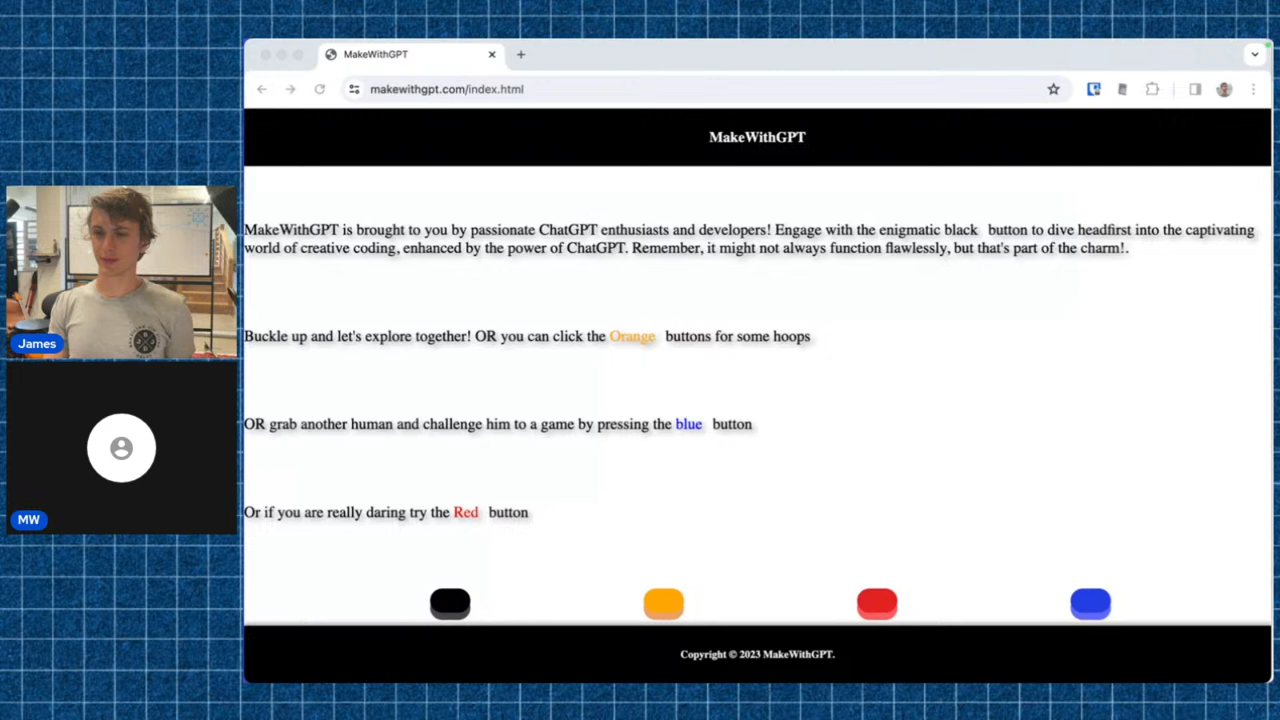 MakeWithGPT
makewithgpt.com/index.html
MakeWithGPT
MakeWithGPT is brought to you by passionate ChatGPT enthusiasts and developers! Engage with the enigmatic black button to dive headfirst into the captivating
world of creative coding, enhanced by the power of ChatGPT. Remember, it might not always function flawlessly, but that's part of the charm!.
Buckle up and let's explore together! OR you can click the Orange buttons for some hoops
OR grab another human and challenge him to a game by pressing the blue button
Or if you are really daring try the Red button
Copyright © 2023 MakeWithGPT.
James
MW